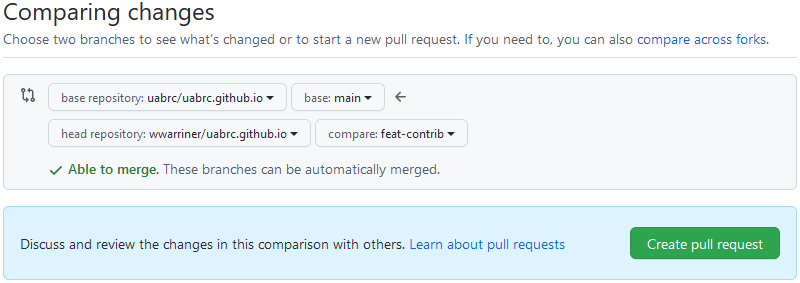 Comparing changes
Choose two branches to see what's changed or to start a new pull request. If you need to, you can also compare across forks.
base repository: uabrc/uabrc.github.io base: main
head repository: wwarriner/uabrc.github.io compare: feat-contrib
Able to merge. These branches can be automatically merged.
Discuss and review the changes in this comparison with others. Learn about pull requests Create pull request